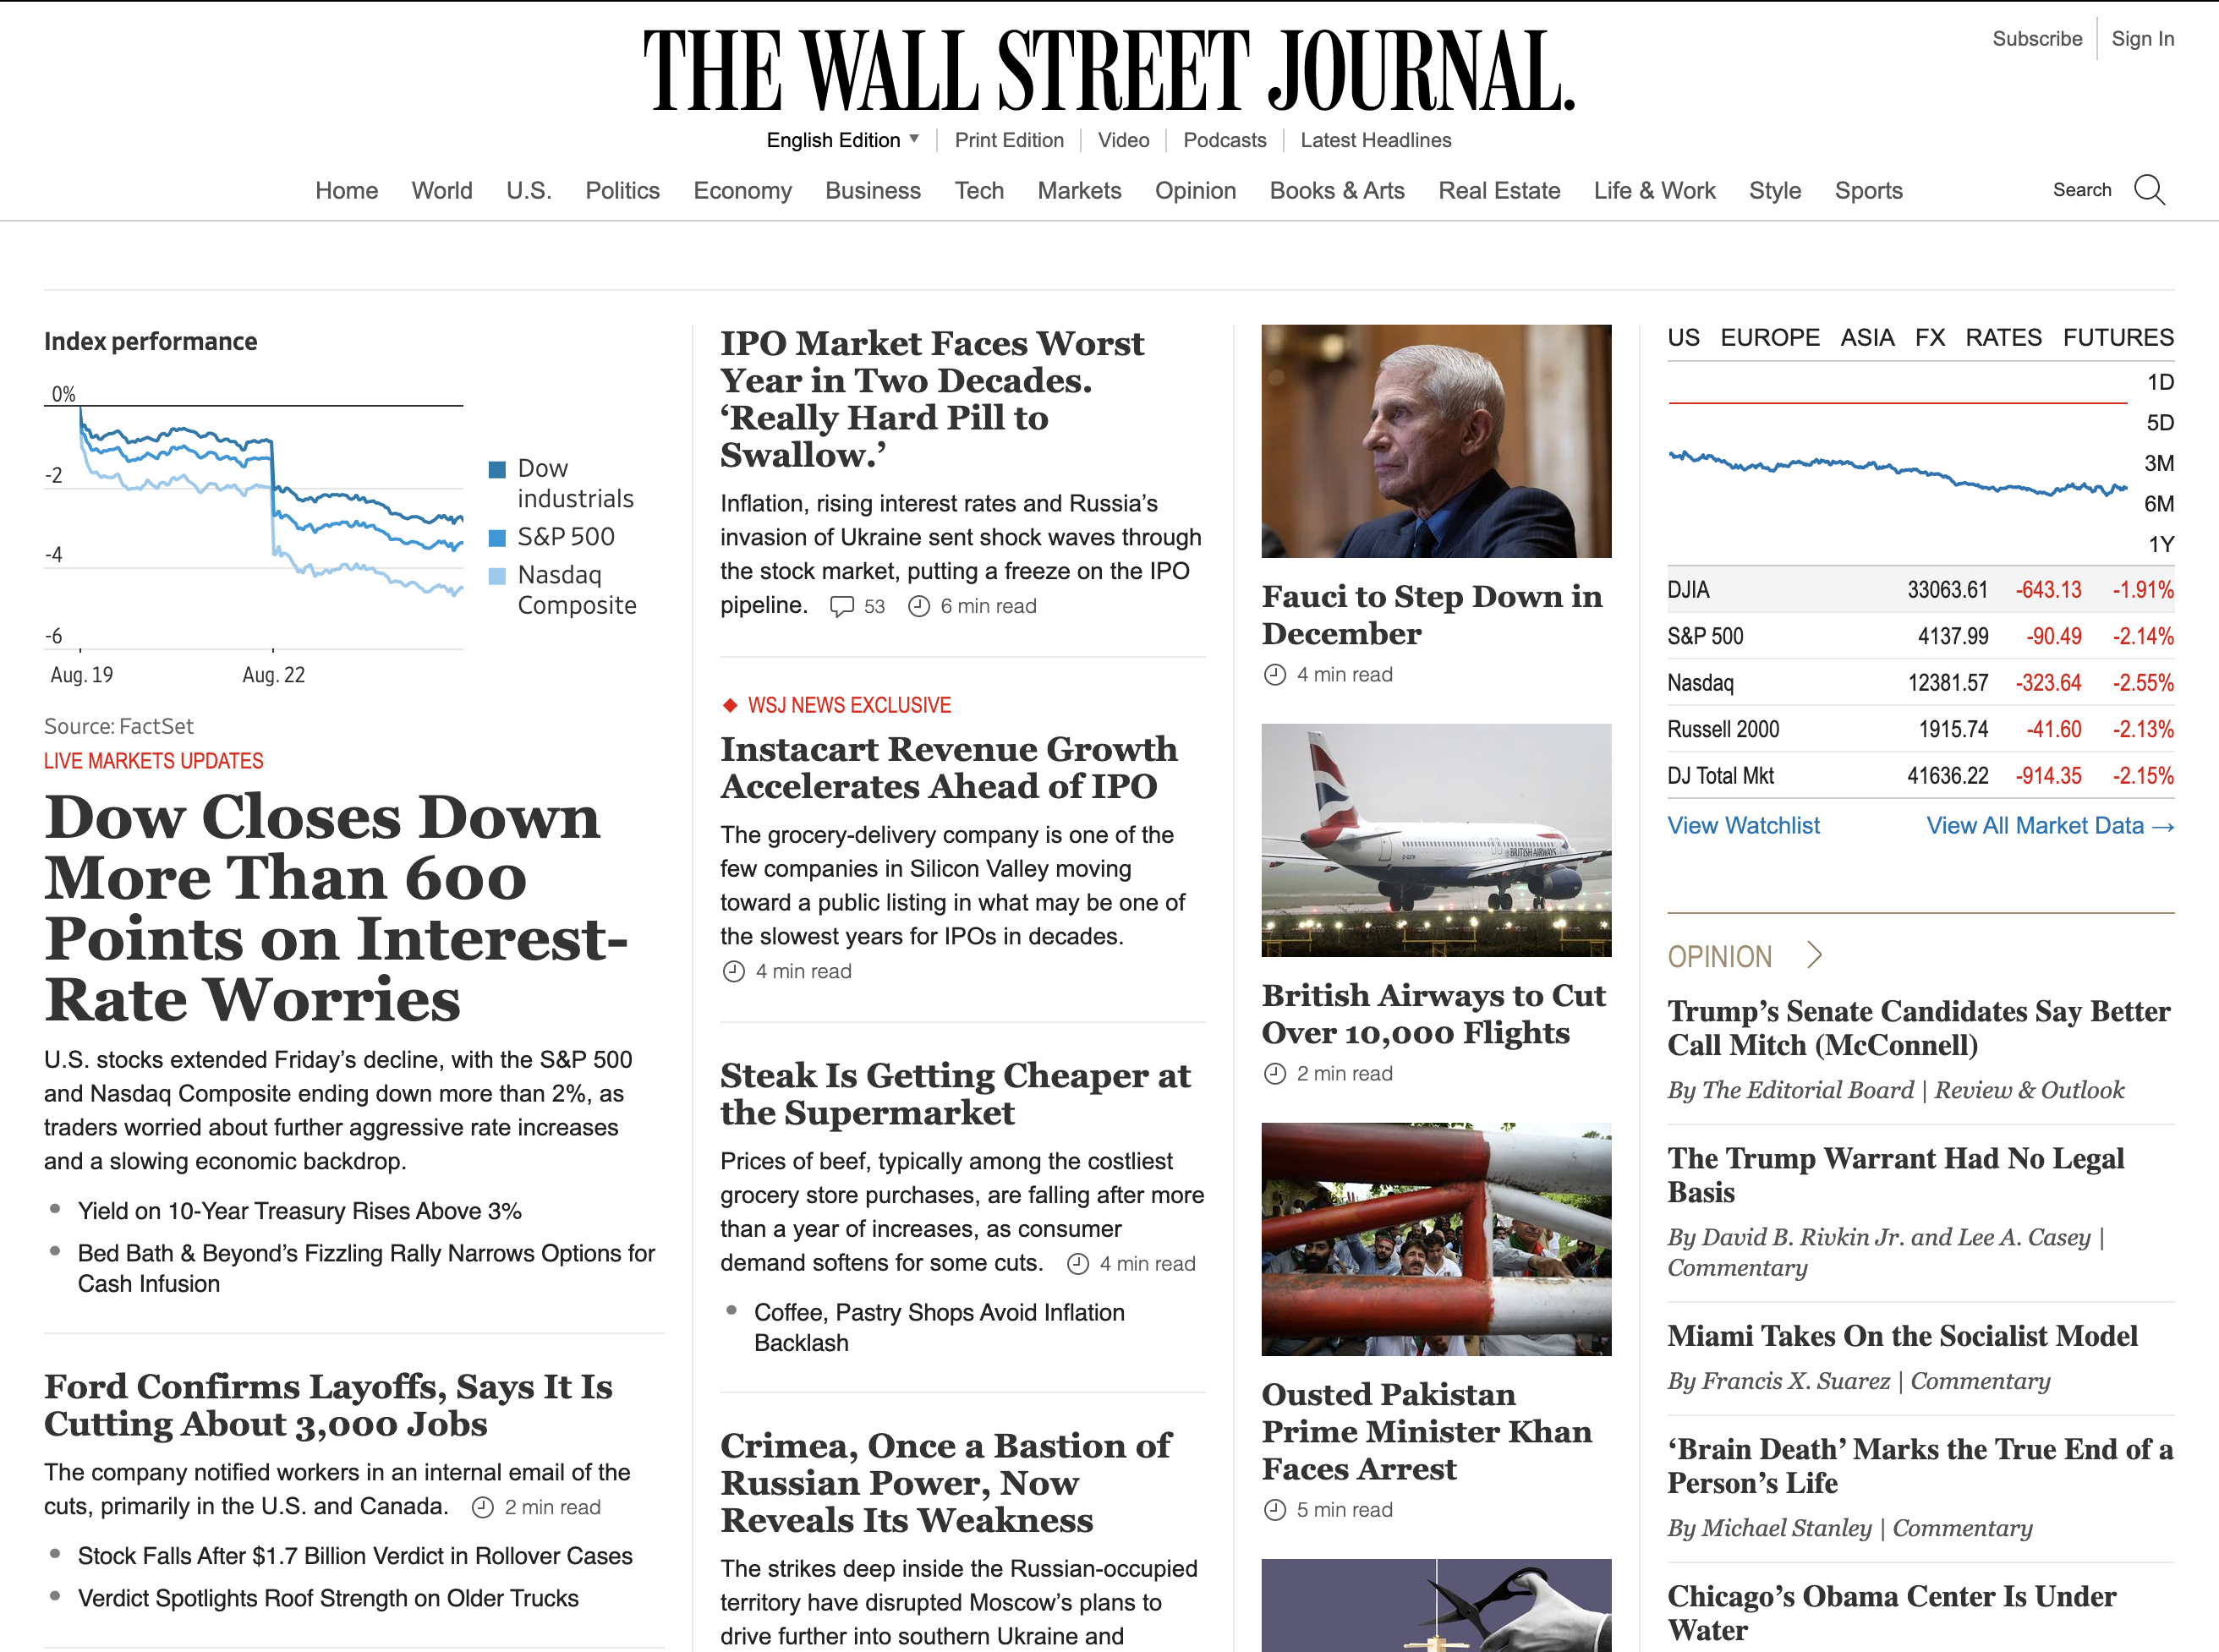 THE WALL STREET JOURNAL.
Subscribe Sign In
English Edition Print Edition Video Podcasts Latest Headlines
Home World U.S. Politics Economy Business Tech Markets Opinion Books & Arts Real Estate Life & Work Style Sports Search
Index performance
0%
-2
-4
-6
Aug. 19 Aug. 22
Dow
industrials
S&P 500
Nasdaq
Composite
Source: FactSet
LIVE MARKETS UPDATES
Dow Closes Down
More Than 600
Points on Interest-
Rate Worries
U.S. stocks extended Friday’s decline, with the S&P 500
and Nasdaq Composite ending down more than 2%, as
traders worried about further aggressive rate increases
and a slowing economic backdrop.
Yield on 10-Year Treasury Rises Above 3%
Bed Bath & Beyond’s Fizzling Rally Narrows Options for
Cash Infusion
Ford Confirms Layoffs, Says It Is
Cutting About 3,000 Jobs
The company notified workers in an internal email of the
cuts, primarily in the U.S. and Canada. 2 min read
Stock Falls After $1.7 Billion Verdict in Rollover Cases
Verdict Spotlights Roof Strength on Older Trucks
IPO Market Faces Worst
Year in Two Decades.
‘Really Hard Pill to
Swallow.’
Inflation, rising interest rates and Russia’s
invasion of Ukraine sent shock waves through
the stock market, putting a freeze on the IPO
pipeline. 53 6 min read
WSJ NEWS EXCLUSIVE
Instacart Revenue Growth
Accelerates Ahead of IPO
The grocery-delivery company is one of the
few companies in Silicon Valley moving
toward a public listing in what may be one of
the slowest years for IPOs in decades.
4 min read
Steak Is Getting Cheaper at
the Supermarket
Prices of beef, typically among the costliest
grocery store purchases, are falling after more
than a year of increases, as consumer
demand softens for some cuts. 4 min read
Coffee, Pastry Shops Avoid Inflation
Backlash
Crimea, Once a Bastion of
Russian Power, Now
Reveals Its Weakness
The strikes deep inside the Russian-occupied
territory have disrupted Moscow’s plans to
drive further into southern Ukraine and
Fauci to Step Down in
December
4 min read
BRITISH AIRWAYS
British Airways to Cut
Over 10,000 Flights
2 min read
Ousted Pakistan
Prime Minister Khan
Faces Arrest
5 min read
US EUROPE ASIA FX RATES FUTURES
1D
5D
3M
6M
1Y
DJIA 33063.61 -643.13 -1.91%
S&P 500 4137.99 -90.49 -2.14%
Nasdaq 12381.57 -323.64 -2.55%
Russell 2000 1915.74 -41.60 -2.13%
DJ Total Mkt 41636.22 -914.35 -2.15%
View Watchlist View All Market Data →
OPINION
Trump’s Senate Candidates Say Better
Call Mitch (McConnell)
By The Editorial Board | Review & Outlook
The Trump Warrant Had No Legal
Basis
By David B. Rivkin Jr. and Lee A. Casey |
Commentary
Miami Takes On the Socialist Model
By Francis X. Suarez | Commentary
‘Brain Death’ Marks the True End of a
Person’s Life
By Michael Stanley | Commentary
Chicago’s Obama Center Is Under
Water